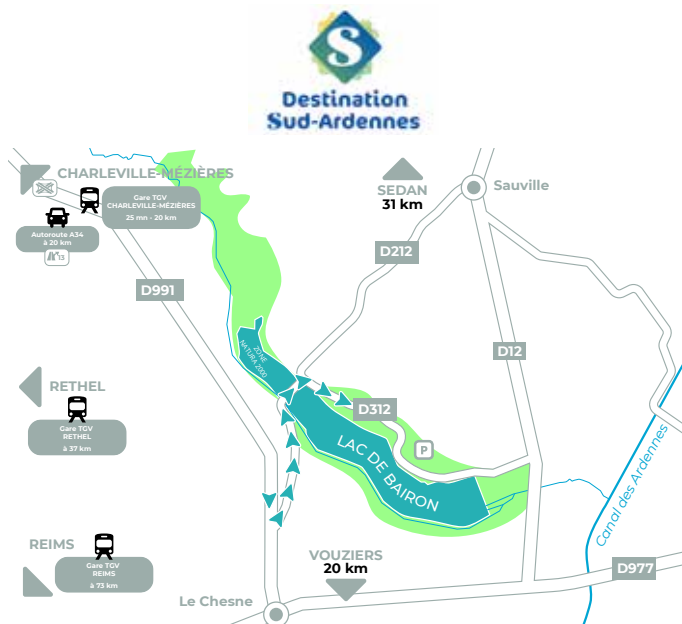 S
Destination
Sud-Ardennes
CHARLEVILLE-MÉZIÈRES
Gare TGV
CHARLEVILLE-MÉZIÈRES
25 mn - 20 km
Autoroute A34
à 20 km
13
SEDAN
31 km
Sauville
D212
D991
D12
ZONE
NATURA 2000
RETHEL
Gare TGV
RETHEL
à 37 km
D312
P
LAC DE BAIRON
Canal des Ardennes
REIMS
Gare TGV
REIMS
à 73 km
VOUZIERS
20 km
D977
Le Chesne